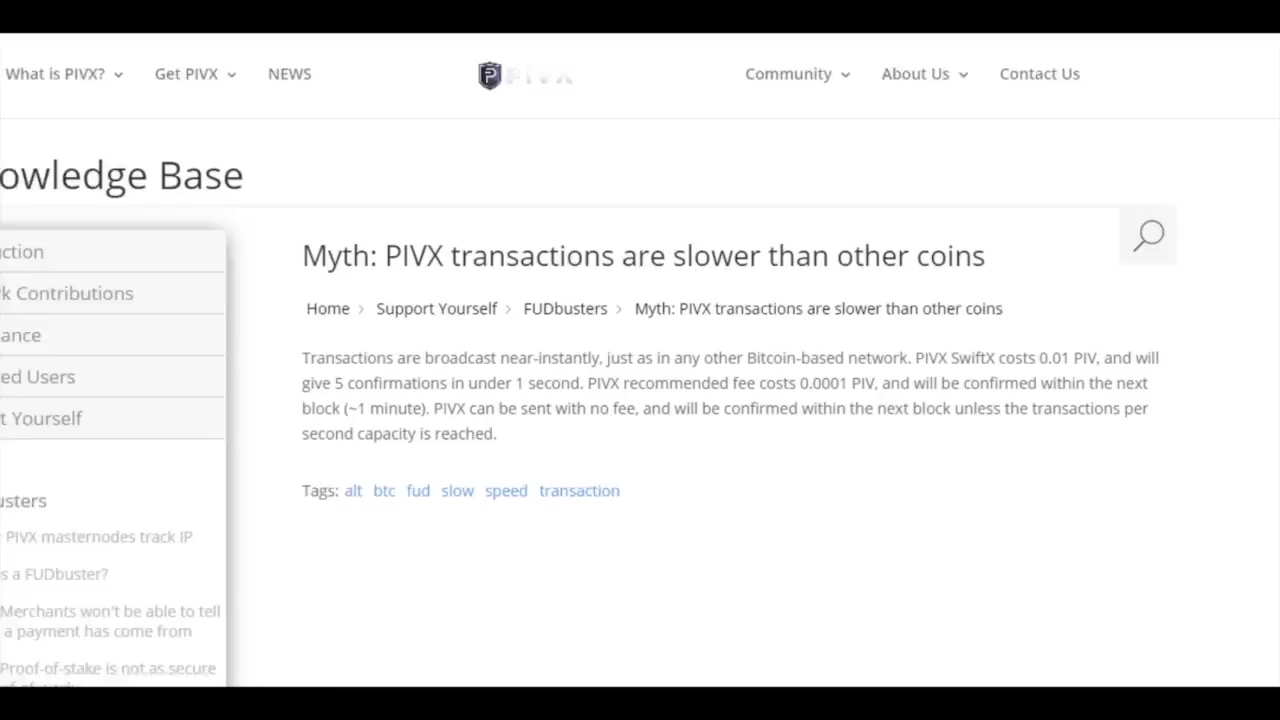 What is PIVX? Get PIVX NEWS PIVX Community About Us Contact Us
owledge Base
ction
k Contributions
ance
ed Users
t Yourself
usters
PIVX masternodes track IP
s a FUDbuster?
Merchants won't be able to tell
a payment has come from
Proof-of-stake is not as secure
Myth: PIVX transactions are slower than other coins
Home > Support Yourself > FUDbusters > Myth: PIVX transactions are slower than other coins
Transactions are broadcast near-instantly, just as in any other Bitcoin-based network. PIVX SwiftX costs 0.01 PIV, and will
give 5 confirmations in under 1 second. PIVX recommended fee costs 0.0001 PIV, and will be confirmed within the next
block (~1 minute). PIVX can be sent with no fee, and will be confirmed within the next block unless the transactions per
second capacity is reached.
Tags: alt btc fud slow speed transaction